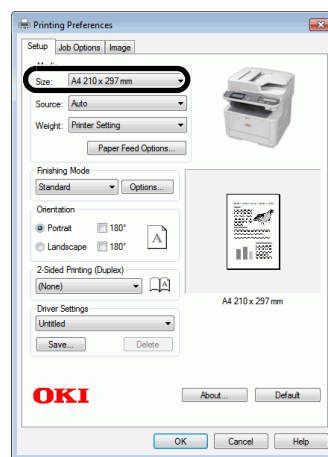 Printing Preferences
Setup Job Options Image
Size: A4 210 x 297 mm
Source: Auto
Weight: Printer Setting
Paper Feed Options...
Finishing Mode
Standard Options...
Orientation
Portrait 180°
Landscape 180°
A
2-Sided Printing (Duplex)
(None)
A
A4 210 x 297 mm
Driver Settings
Untitled
Save... Delete
OKI
About... Default
OK Cancel Help